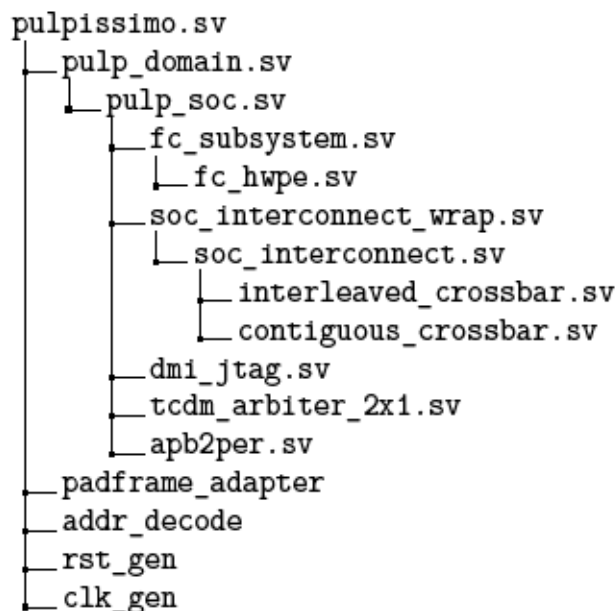 pulpissimo.sv
pulp_domain.sv
pulp_soc.sv
fc_subsystem.sv
fc_hwpe.sv
soc_interconnect_wrap.sv
soc_interconnect.sv
interleaved_crossbar.sv
contiguous_crossbar.sv
dmi_jtag.sv
tcdm_arbiter_2x1.sv
apb2per.sv
padframe_adapter
addr_decode
rst_gen
clk_gen